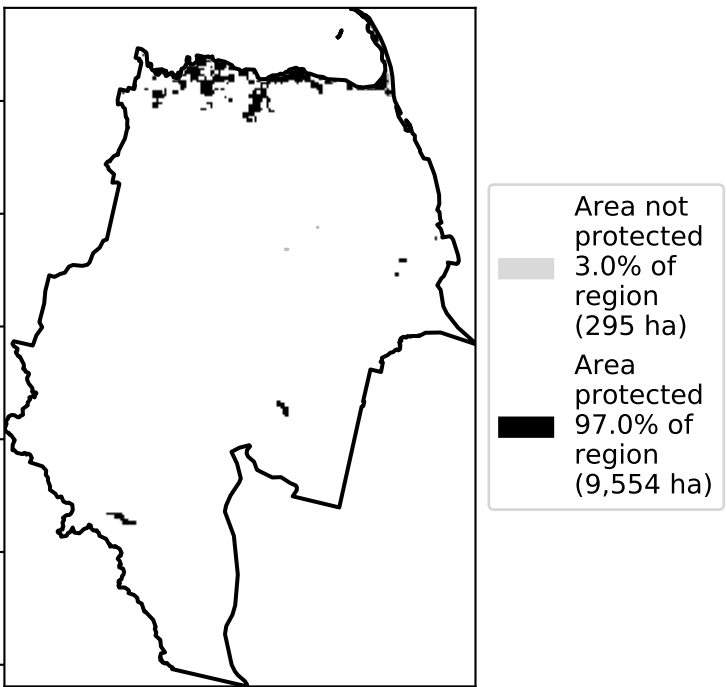 Area not
protected
3.0% of
region
(295 ha)
Area
protected
97.0% of
region
(9,554 ha)